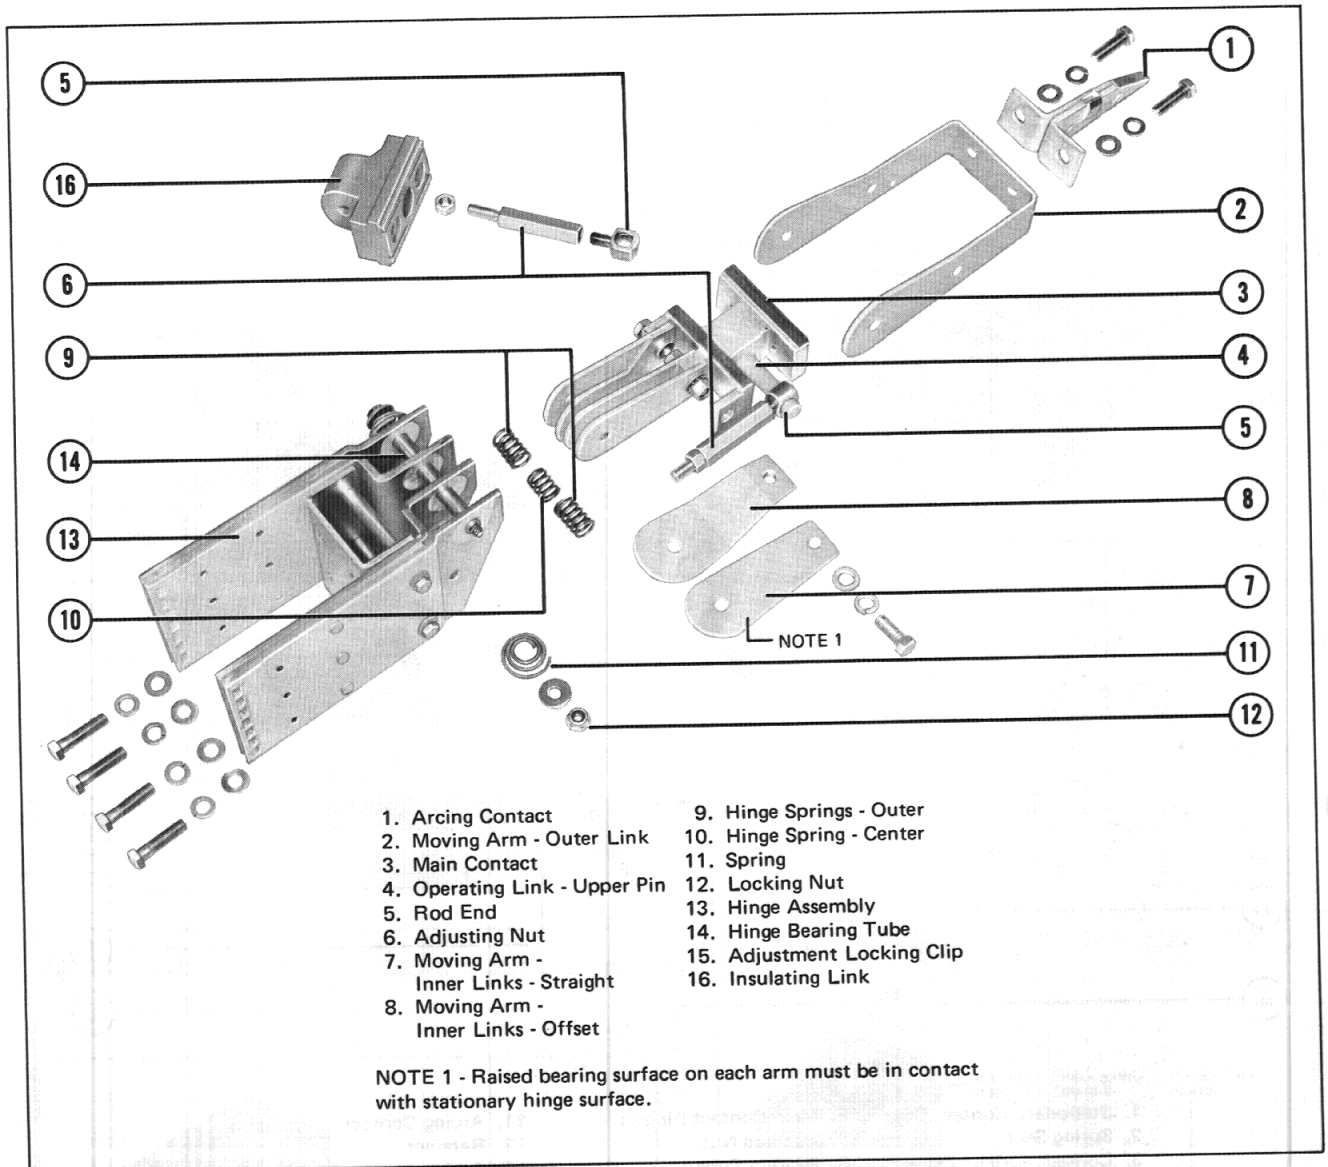 5
1
16
2
6
3
9
4
5
14
8
13
7
10
NOTE 1
11
12
1. Arcing Contact
2. Moving Arm - Outer Link
3. Main Contact
4. Operating Link - Upper Pin
5. Rod End
6. Adjusting Nut
7. Moving Arm -
Inner Links - Straight
8. Moving Arm -
Inner Links - Offset
9. Hinge Springs - Outer
10. Hinge Spring - Center
11. Spring
12. Locking Nut
13. Hinge Assembly
14. Hinge Bearing Tube
15. Adjustment Locking Clip
16. Insulating Link
NOTE 1 - Raised bearing surface on each arm must be in contact
with stationary hinge surface.